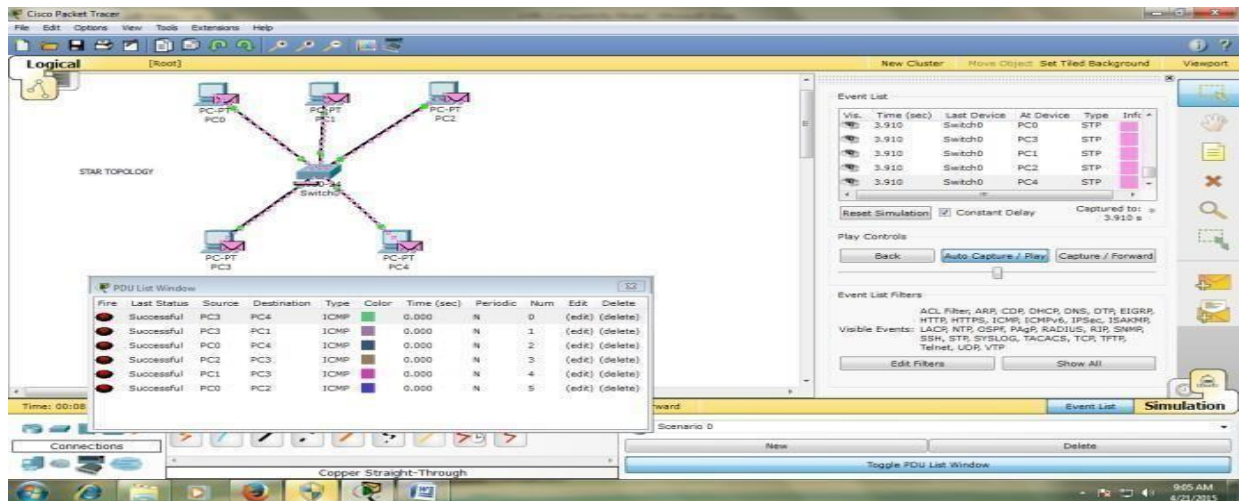 Cisco Packet Tracer
File Edit Options View Tools Extensions Help
Logical [Root] New Cluster Move Object Set Tiled Background Viewport
PC-PT
PC0
PC-PT
PC1
PC-PT
PC2
STAR TOPOLOGY
Switch0
PC-PT
PC3
PC-PT
PC4
Event List
Vis. Time (sec) Last Device At Device Type Info
3.910 Switch0 PC0 STP
3.910 Switch0 PC3 STP
3.910 Switch0 PC1 STP
3.910 Switch0 PC2 STP
3.910 Switch0 PC4 STP
Reset Simulation Constant Delay Captured to:
3.910 s
Play Controls
Back Auto Capture / Play Capture / Forward
Event List Filters
Visible Events: ACL Filter, ARP, CDP, DHCP, DNS, DTP, EIGRP,
HTTP, HTTPS, ICMP, ICMPv6, IPSec, ISAKMP,
LACP, NTP, OSPF, PAgP, RADIUS, RIP, SNMP,
SSH, STP, SYSLOG, TACACS, TCP, TFTP,
Telnet, UDP, VTP
Edit Filters Show All
PDU List Window
Fire Last Status Source Destination Type Color Time (sec) Periodic Num Edit Delete
Successful PC3 PC4 ICMP 0.000 N 0 (edit) (delete)
Successful PC3 PC1 ICMP 0.000 N 1 (edit) (delete)
Successful PC0 PC4 ICMP 0.000 N 2 (edit) (delete)
Successful PC2 PC3 ICMP 0.000 N 3 (edit) (delete)
Successful PC1 PC3 ICMP 0.000 N 4 (edit) (delete)
Successful PC0 PC2 ICMP 0.000 N 5 (edit) (delete)
Time: 00:08 ward Event List Simulation
Scenario 0
Connections New Delete
Toggle PDU List Window
Copper Straight-Through
9:05 AM
4/21/2015